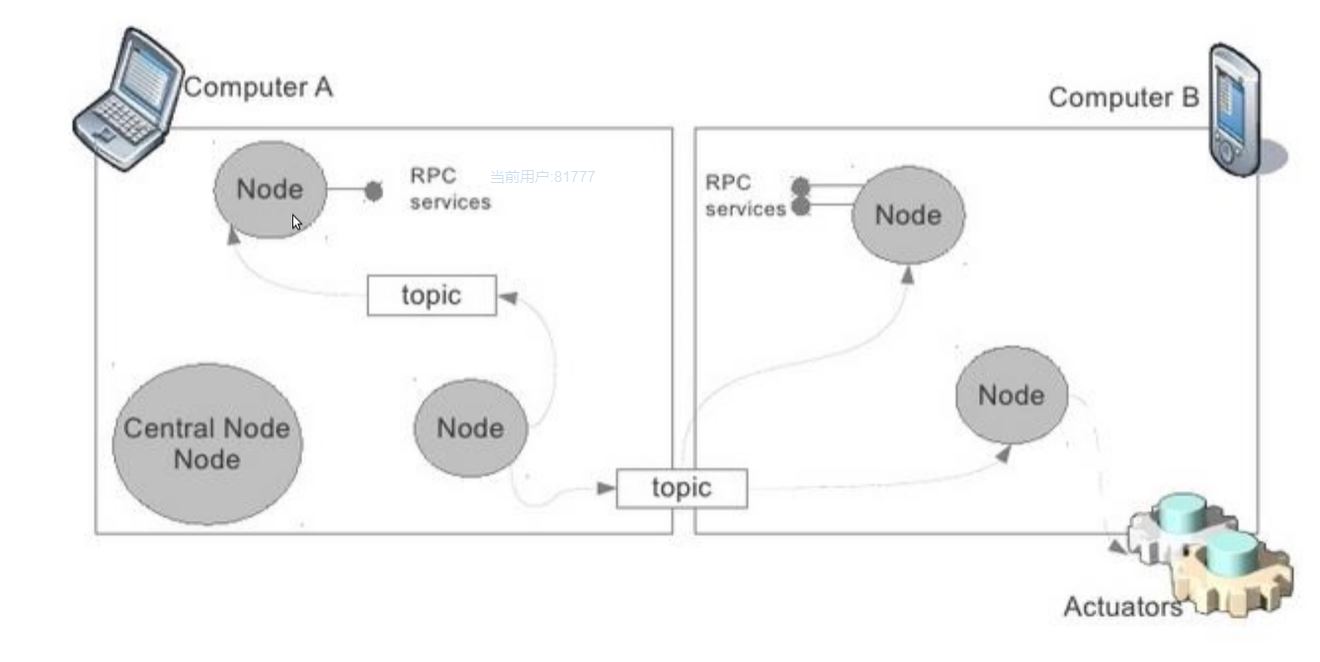 Computer A
Computer B
Node
RPC
services
当前用户:81777
RPC
services
Node
topic
Node
Central Node
Node
Node
topic
Actuators